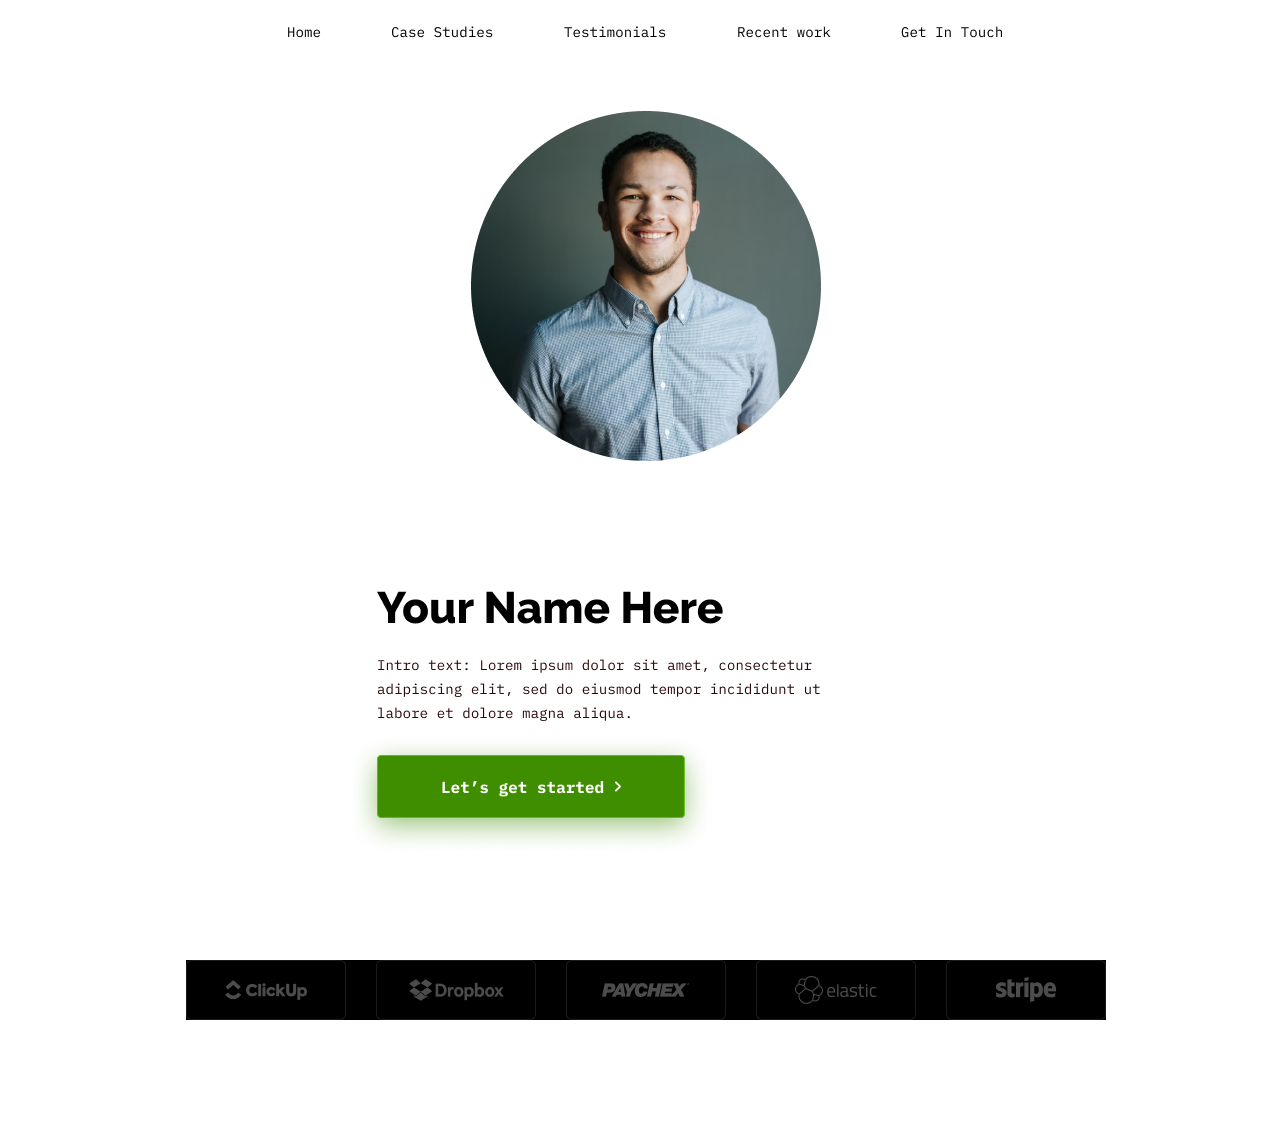 Home Case Studies Testimonials Recent work Get In Touch
Your Name Here
Intro text: Lorem ipsum dolor sit amet, consectetur
adipiscing elit, sed do eiusmod tempor incididunt ut
labore et dolore magna aliqua.
Let’s get started >
ClickUp Dropbox PAYCHEX elastic stripe